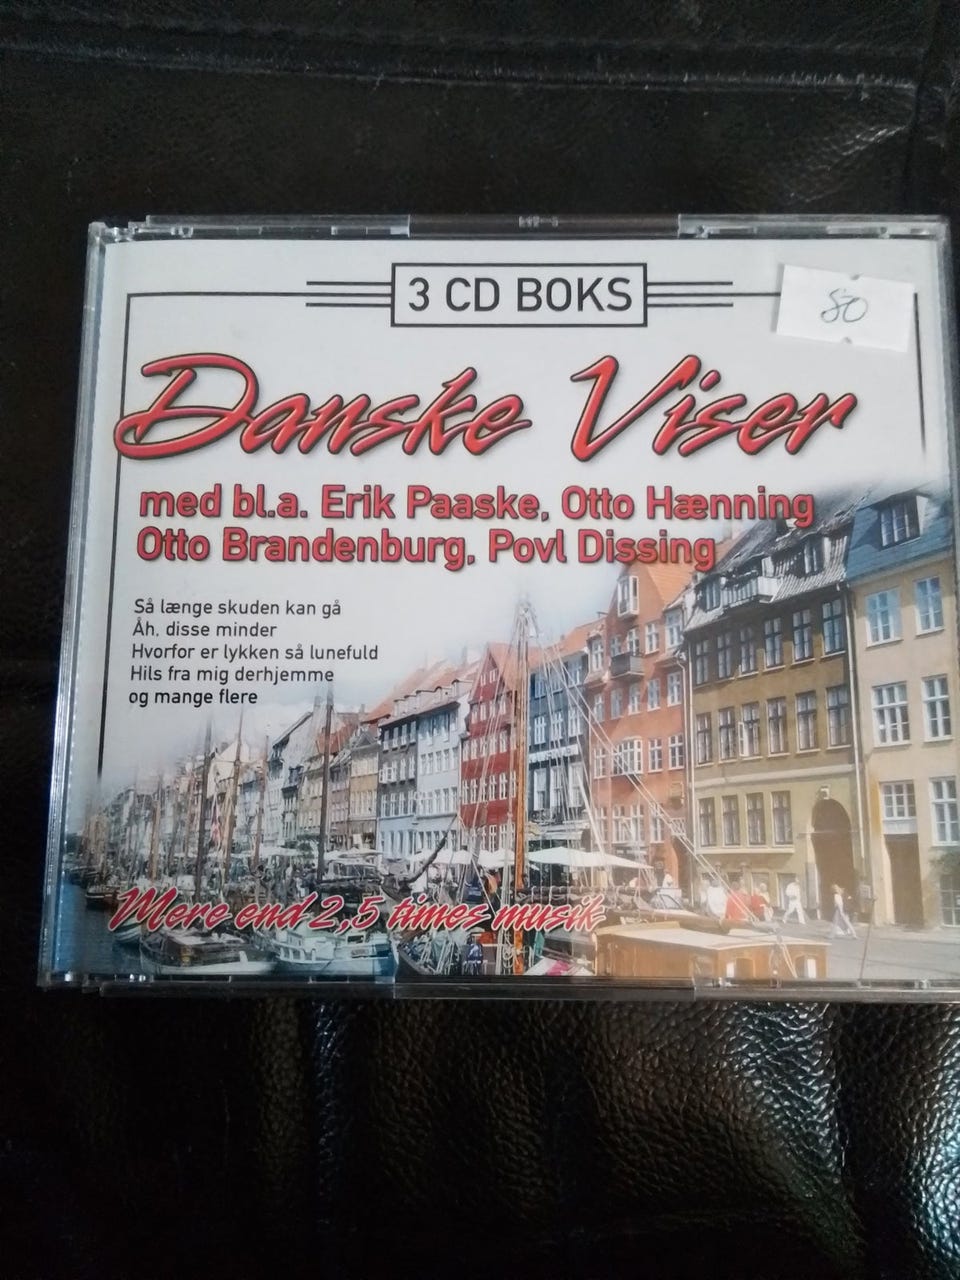 3 CD BOKS
80
Danske Viser
med bl.a. Erik Paaske, Otto Hænning
Otto Brandenburg, Povl Dissing
Så længe skuden kan gå
Åh, disse minder
Hvorfor er lykken så lunefuld
Hils fra mig derhjemme
og mange flere
Mere end 2,5 times musik